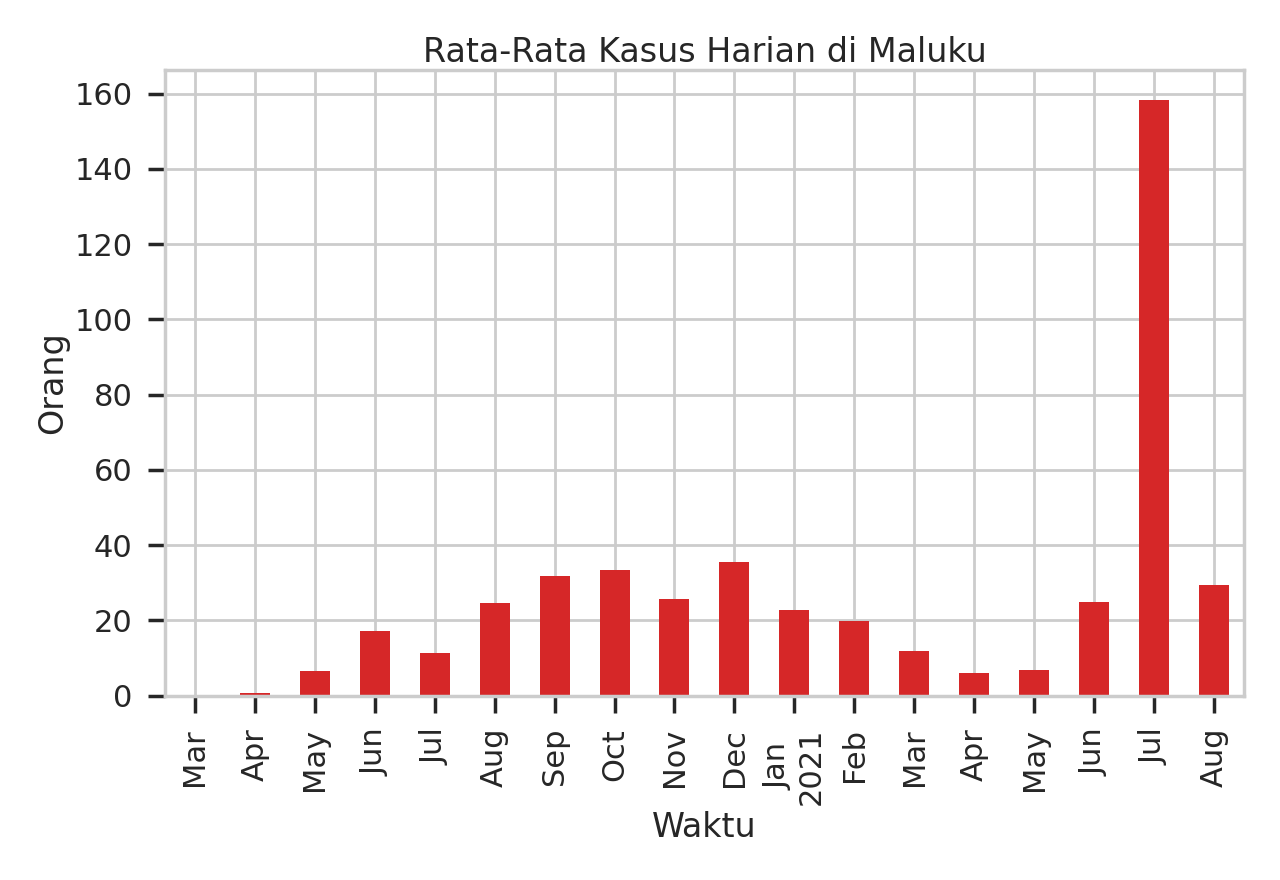 Rata-Rata Kasus Harian di Maluku
160
140
120
100
80
60
40
20
0
Orang
Mar
Apr
May
Jun
Jul
Aug
Sep
Oct
Nov
Dec
Jan
2021
Feb
Mar
Apr
May
Jun
Jul
Aug
Waktu